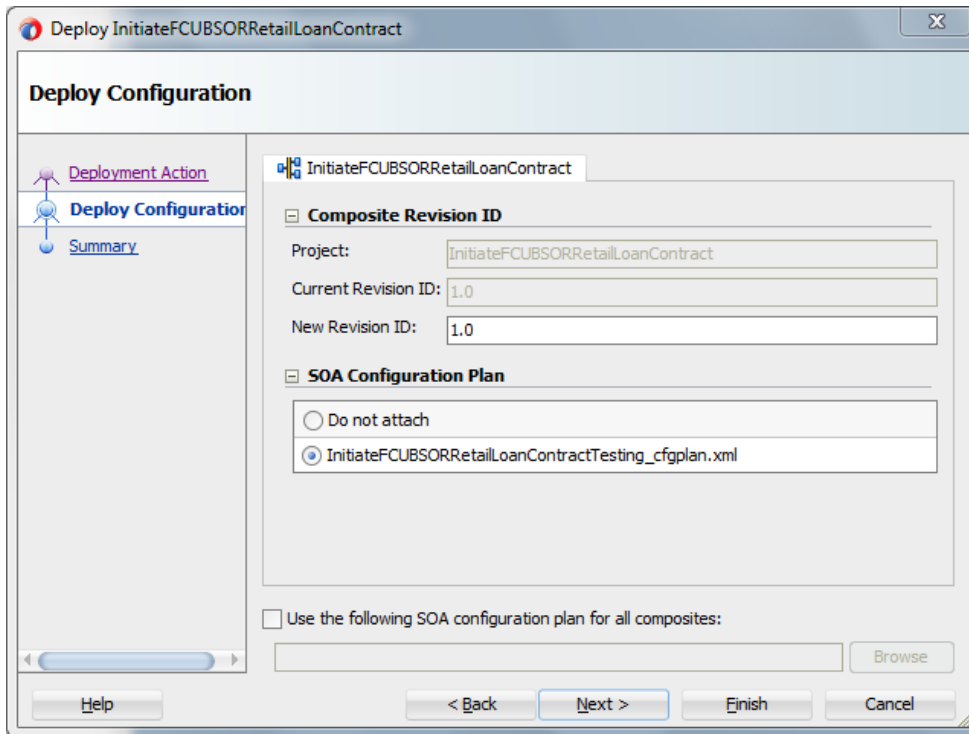 Deploy InitiateFCUBSORRetailLoanContract
Deploy Configuration
Deployment Action
Deploy Configuration
Summary
InitiateFCUBSORRetailLoanContract
Composite Revision ID
Project: InitiateFCUBSORRetailLoanContract
Current Revision ID: 1.0
New Revision ID: 1.0
SOA Configuration Plan
Do not attach
InitiateFCUBSORRetailLoanContractTesting_cfgplan.xml
Use the following SOA configuration plan for all composites:
Browse
Help < Back Next > Finish Cancel